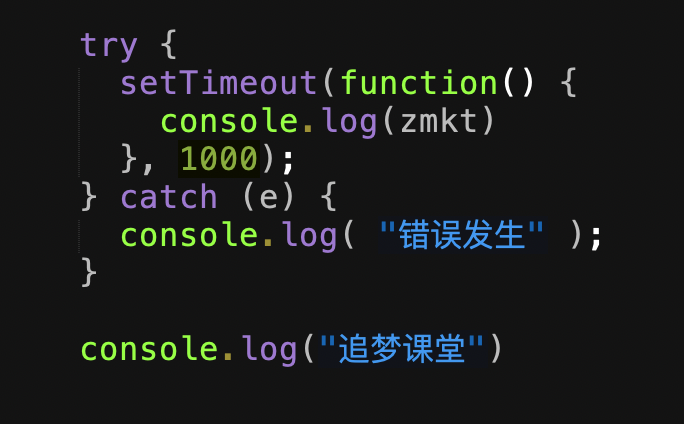 try {
  setTimeout(function() {
    console.log(zmkt)
  }, 1000);
} catch (e) {
  console.log( "错误发生" );
}
console.log("追梦课堂")